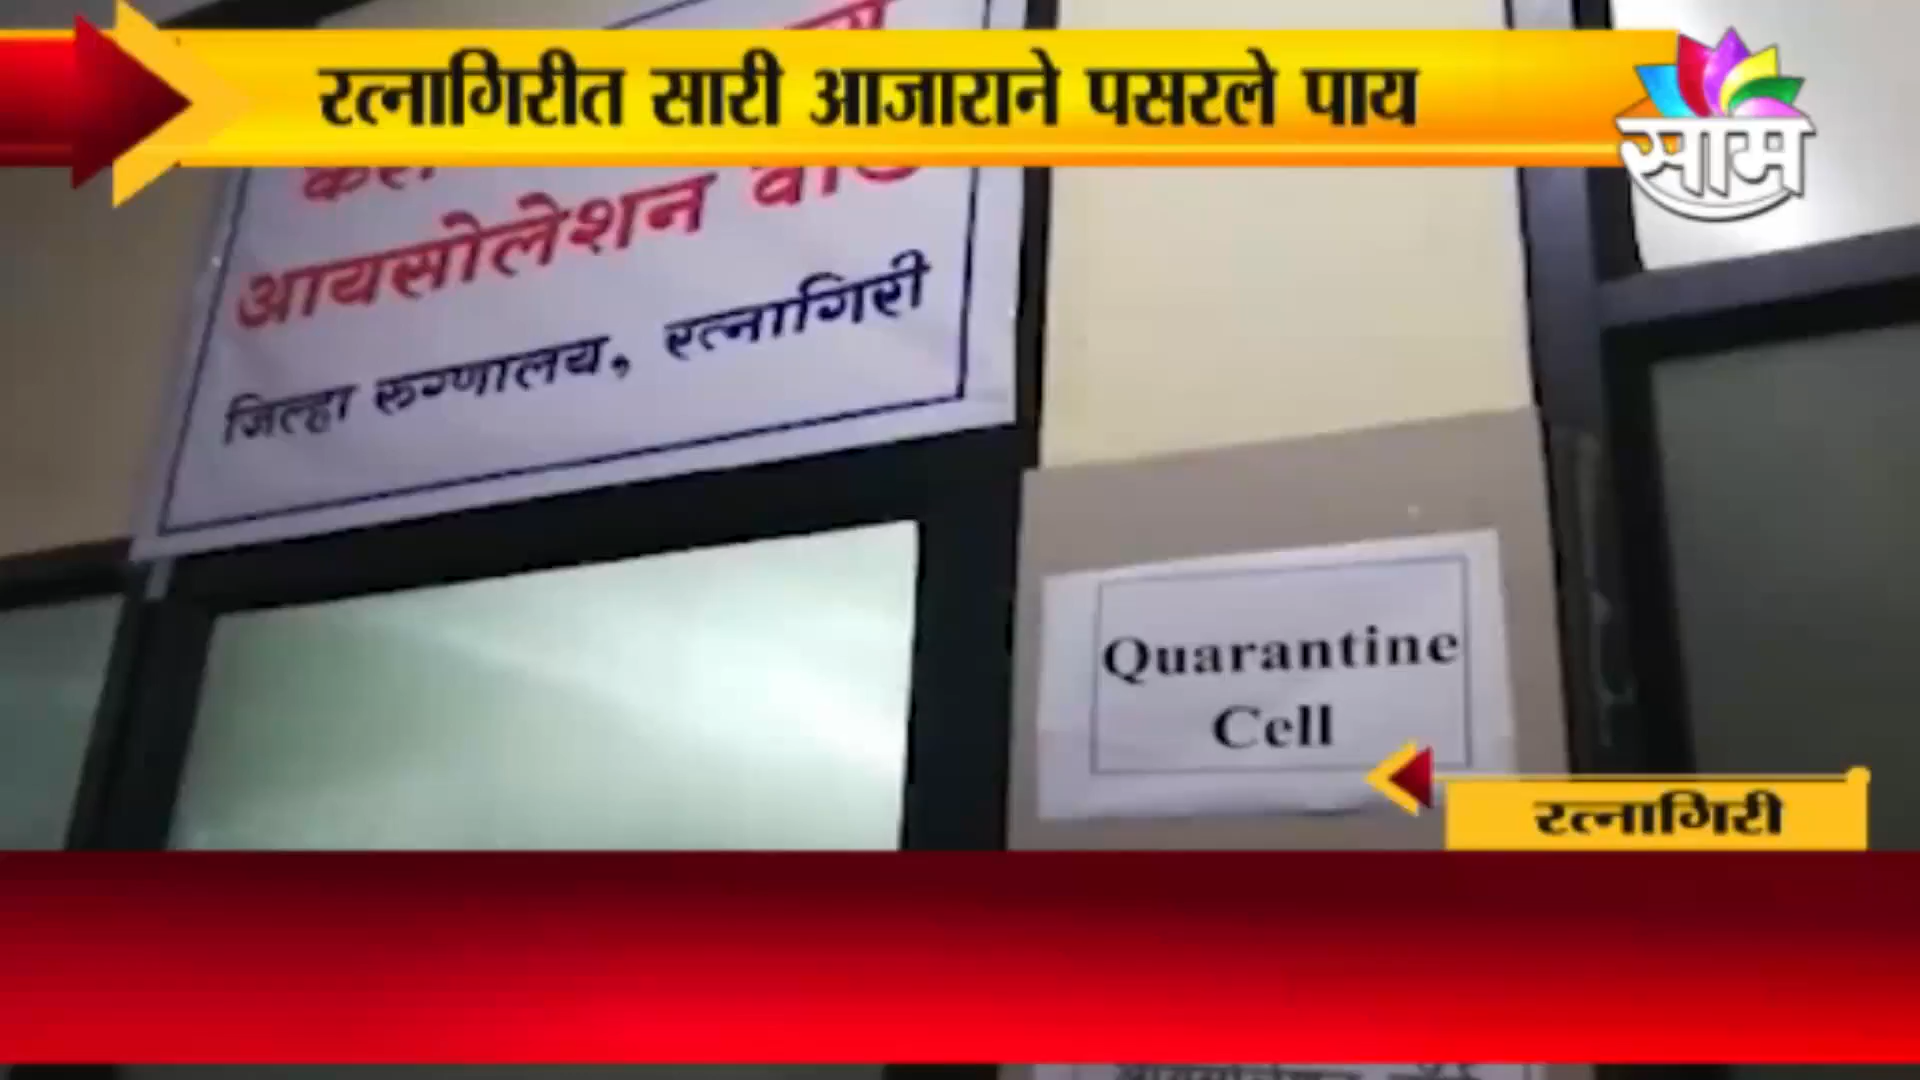 रत्नागिरीत सारी आजाराने पसरले पाय
साम
आयसोलेशन वार्ड
जिल्हा रुग्णालय, रत्नागिरी
Quarantine
Cell
रत्नागिरी